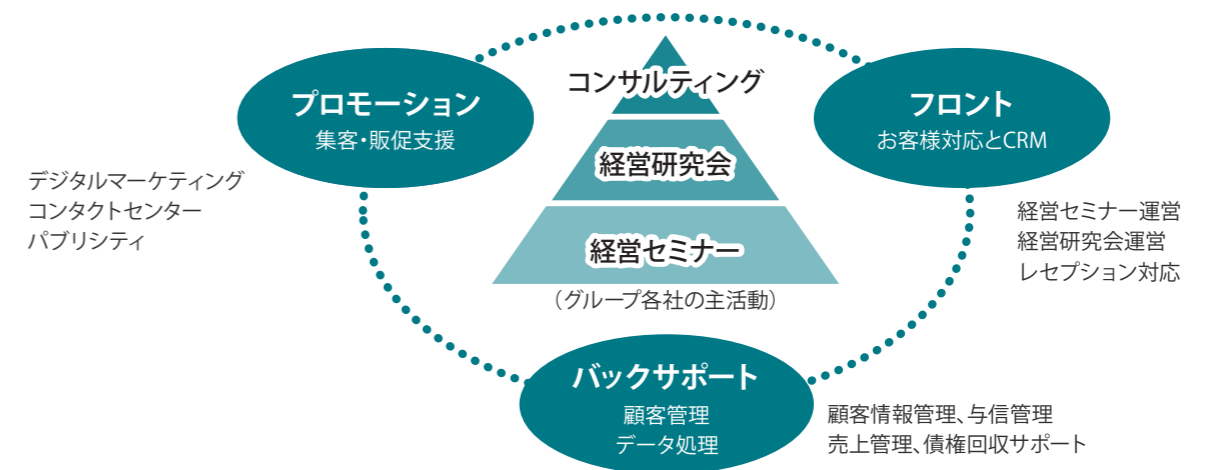 コンサルティング
プロモーション
集客・販促支援
フロント
お客様対応とCRM
経営研究会
デジタルマーケティング
コンタクトセンター
パブリシティ
経営セミナー運営
経営研究会運営
レセプション対応
経営セミナー
（グループ各社の主活動）
バックサポート
顧客管理
データ処理
顧客情報管理、与信管理
売上管理、債権回収サポート